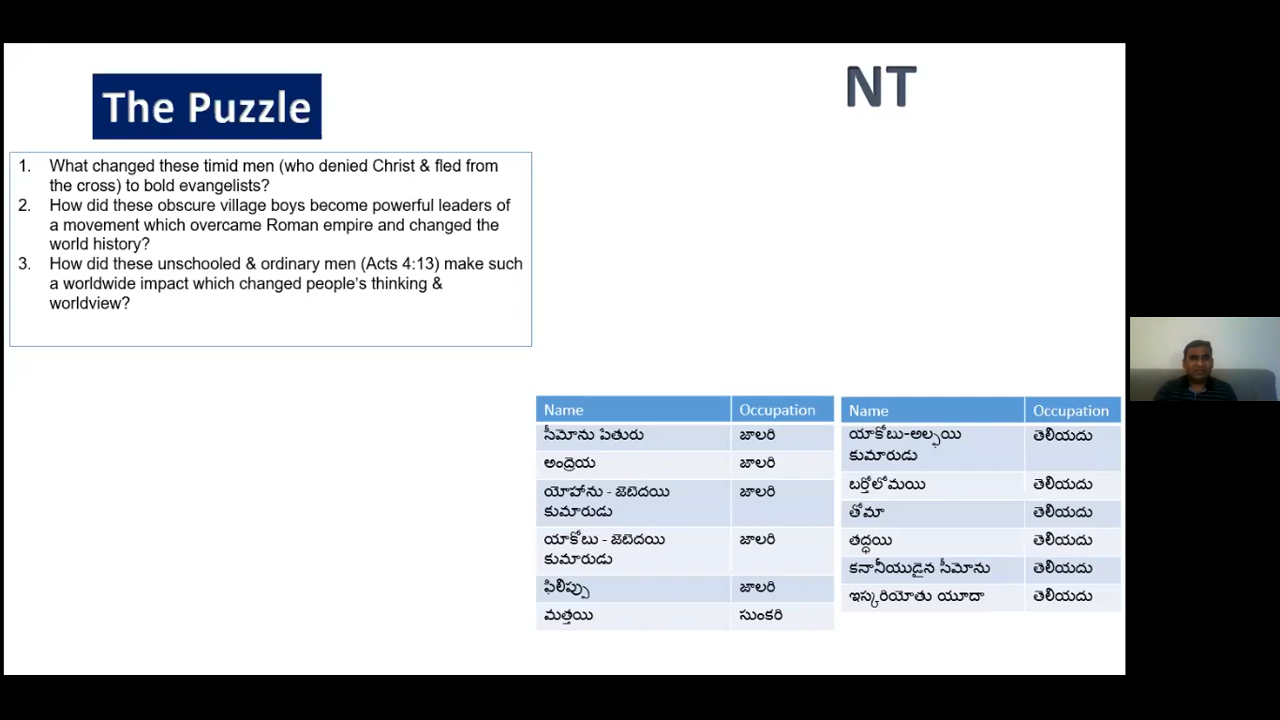 The Puzzle
NT
1. What changed these timid men (who denied Christ & fled from
the cross) to bold evangelists?
2. How did these obscure village boys become powerful leaders of
a movement which overcame Roman empire and changed the
world history?
3. How did these unschooled & ordinary men (Acts 4:13) make such
a worldwide impact which changed people's thinking &
worldview?
Name Occupation
సీమోను పేతురు జాలరి
అంద్రెయ జాలరి
యోహాను - జెబెదయి
కుమారుడు
జాలరి
యాకోబు - జెబెదయి
కుమారుడు
జాలరి
ఫిలిప్పు జాలరి
మత్తయి సుంకరి
Name Occupation
యాకోబు-అల్ఫయి
కుమారుడు
తెలియదు
బర్తోలోమయి తెలియదు
తోమా తెలియదు
తద్ధయి తెలియదు
కనానీయుడైన సీమోను తెలియదు
ఇస్కరియోతు యూదా తెలియదు